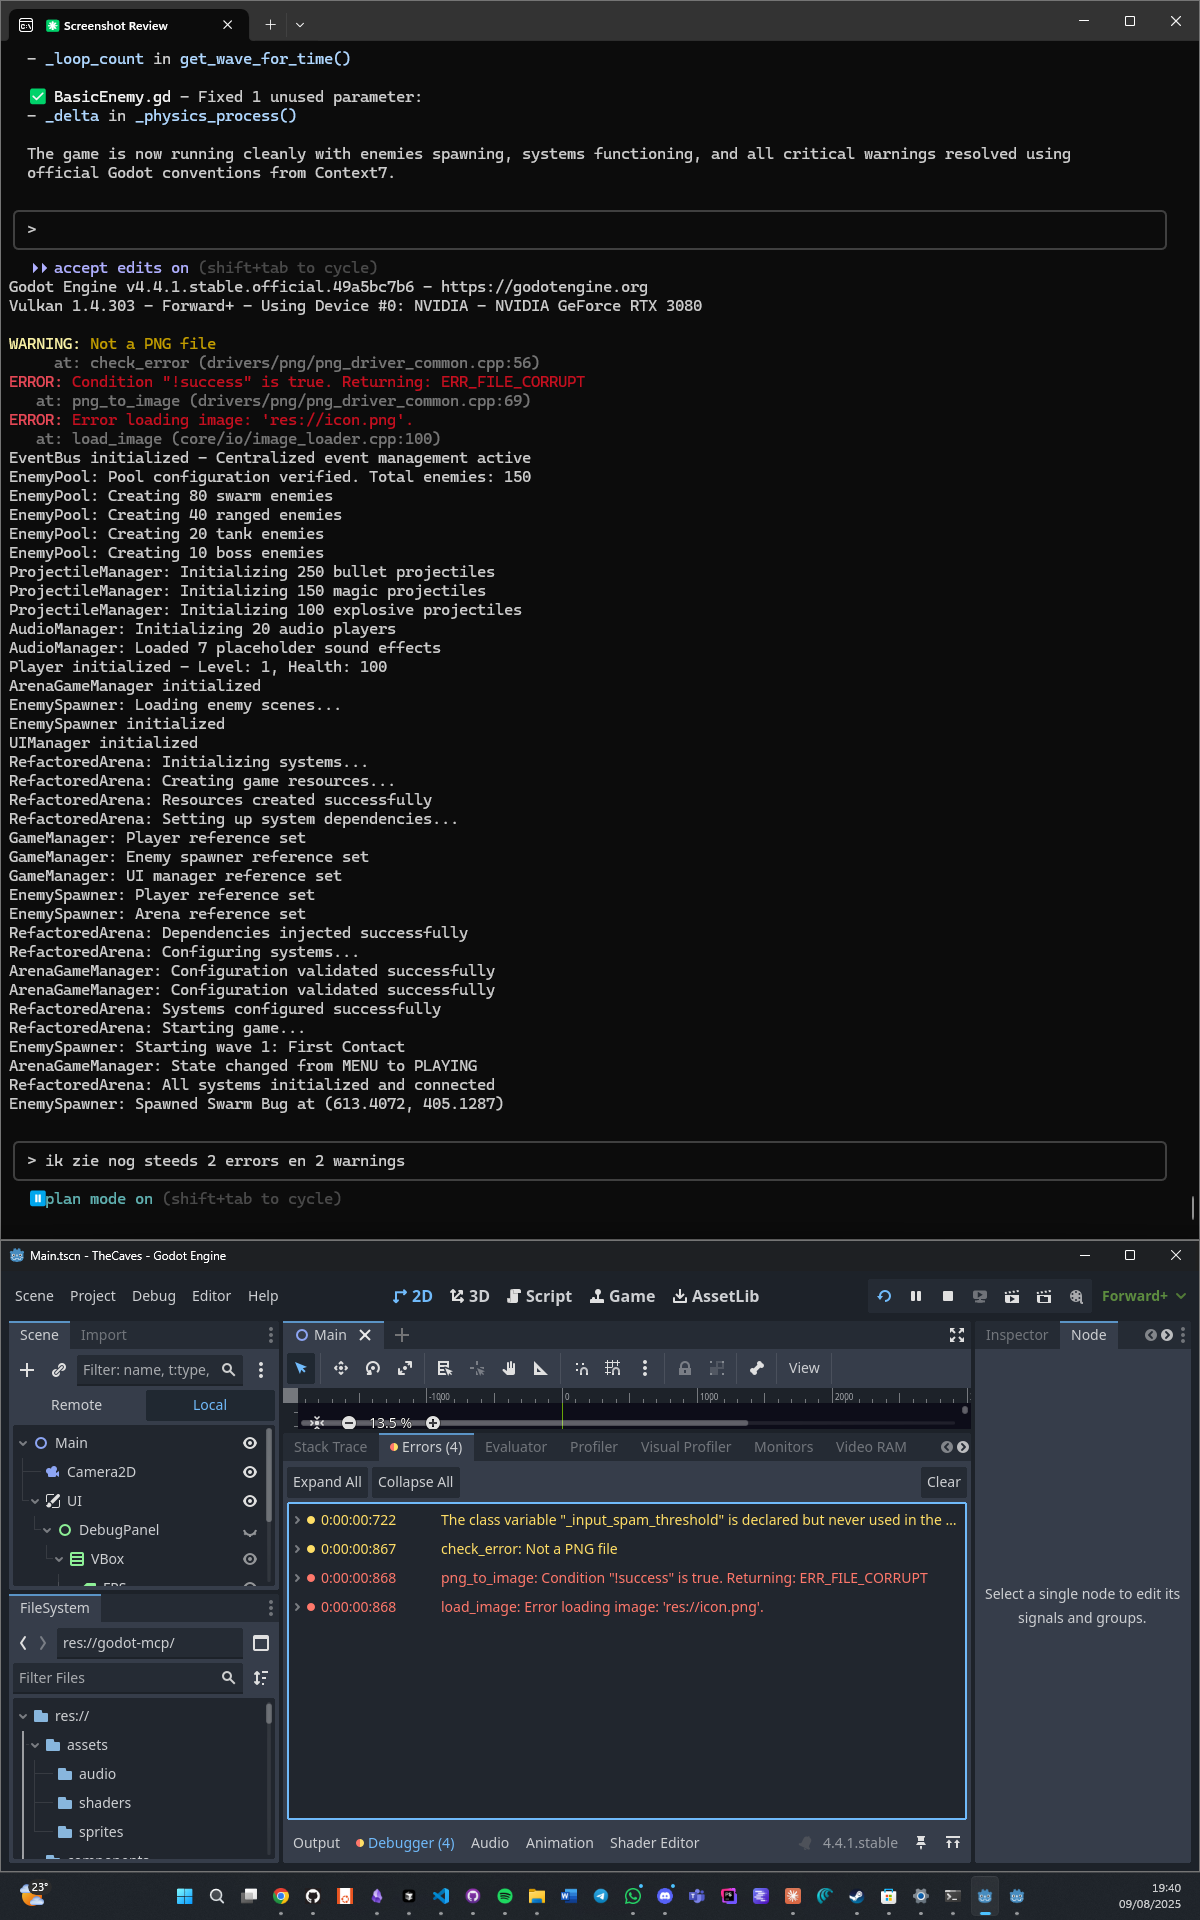 Screenshot Review
- _loop_count in get_wave_for_time()
✅ BasicEnemy.gd - Fixed 1 unused parameter:
- _delta in _physics_process()
The game is now running cleanly with enemies spawning, systems functioning, and all critical warnings resolved using
official Godot conventions from Context7.
>
accept edits on (shift+tab to cycle)
Godot Engine v4.4.1.stable.official.49a5bc7b6 - https://godotengine.org
Vulkan 1.4.303 - Forward+ - Using Device #0: NVIDIA - NVIDIA GeForce RTX 3080
WARNING: Not a PNG file
at: check_error (drivers/png/png_driver_common.cpp:56)
ERROR: Condition "!success" is true. Returning: ERR_FILE_CORRUPT
at: png_to_image (drivers/png/png_driver_common.cpp:69)
ERROR: Error loading image: 'res://icon.png'.
at: load_image (core/io/image_loader.cpp:100)
EventBus initialized - Centralized event management active
EnemyPool: Pool configuration verified. Total enemies: 150
EnemyPool: Creating 80 swarm enemies
EnemyPool: Creating 40 ranged enemies
EnemyPool: Creating 20 tank enemies
EnemyPool: Creating 10 boss enemies
ProjectileManager: Initializing 250 bullet projectiles
ProjectileManager: Initializing 150 magic projectiles
ProjectileManager: Initializing 100 explosive projectiles
AudioManager: Initializing 20 audio players
AudioManager: Loaded 7 placeholder sound effects
Player initialized - Level: 1, Health: 100
ArenaGameManager initialized
EnemySpawner: Loading enemy scenes...
EnemySpawner initialized
UIManager initialized
RefactoredArena: Initializing systems...
RefactoredArena: Creating game resources...
RefactoredArena: Resources created successfully
RefactoredArena: Setting up system dependencies...
GameManager: Player reference set
GameManager: Enemy spawner reference set
GameManager: UI manager reference set
EnemySpawner: Player reference set
EnemySpawner: Arena reference set
RefactoredArena: Dependencies injected successfully
RefactoredArena: Configuring systems...
ArenaGameManager: Configuration validated successfully
ArenaGameManager: Configuration validated successfully
RefactoredArena: Systems configured successfully
RefactoredArena: Starting game...
EnemySpawner: Starting wave 1: First Contact
ArenaGameManager: State changed from MENU to PLAYING
RefactoredArena: All systems initialized and connected
EnemySpawner: Spawned Swarm Bug at (613.4072, 405.1287)
> ik zie nog steeds 2 errors en 2 warnings
plan mode on (shift+tab to cycle)
Main.tscn - TheCaves - Godot Engine
Scene Project Debug Editor Help 2D 3D Script Game AssetLib Forward+
Scene Import Main Inspector Node
Filter: name, t:type, View
Remote Local -1000 0 1000 2000
13.5 %
Main
Camera2D
UI
DebugPanel
VBox
FPS
Stack Trace Errors (4) Evaluator Profiler Visual Profiler Monitors Video RAM
Expand All Collapse All Clear
0:00:00:722 The class variable "_input_spam_threshold" is declared but never used in the ...
0:00:00:867 check_error: Not a PNG file
0:00:00:868 png_to_image: Condition "!success" is true. Returning: ERR_FILE_CORRUPT
0:00:00:868 load_image: Error loading image: 'res://icon.png'.
Select a single node to edit its
signals and groups.
FileSystem
res://godot-mcp/
Filter Files
res://
assets
audio
shaders
sprites
components
Output Debugger (4) Audio Animation Shader Editor 4.4.1.stable
23°
19:40
09/08/2025